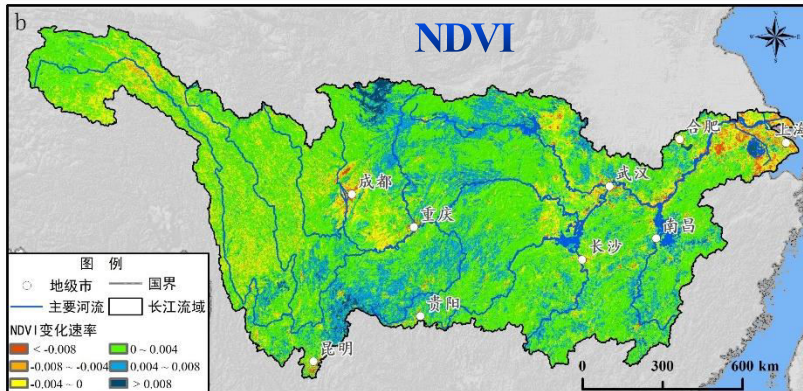 b
NDVI
合肥
上海
武汉
成都
重庆
南昌
长沙
贵阳
昆明
图 例
地级市 国界
主要河流 长江流域
NDVI变化速率
< -0.008 0 ~ 0.004
-0.008 ~ -0.004 0.004 ~ 0.008
-0.004 ~ 0 > 0.008
0 300 600 km